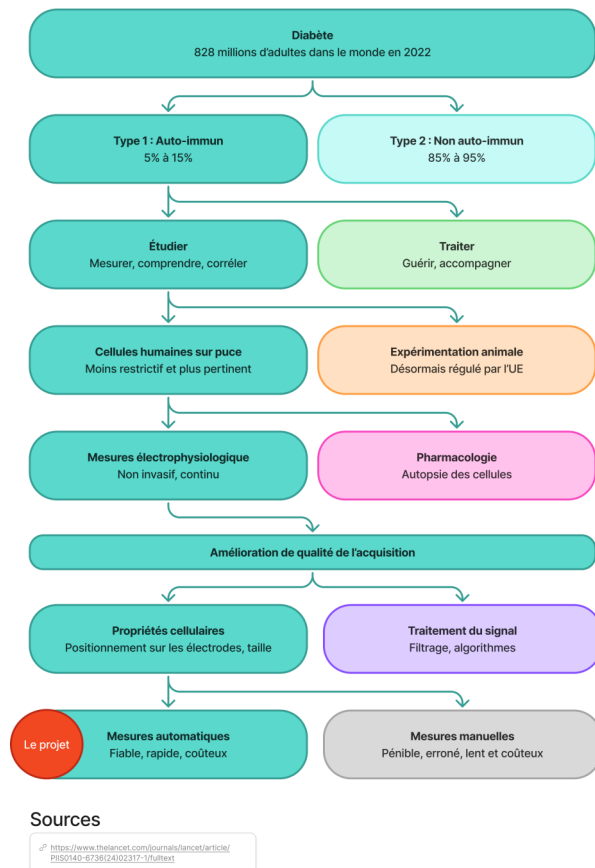 Diabète
828 millions d’adultes dans le monde en 2022
Type 1 : Auto-immun
5% à 15%
Type 2 : Non auto-immun
85% à 95%
Étudier
Mesurer, comprendre, corréler
Traiter
Guérir, accompagner
Cellules humaines sur puce
Moins restrictif et plus pertinent
Expérimentation animale
Désormais régulé par l’UE
Mesures électrophysiologique
Non invasif, continu
Pharmacologie
Autopsie des cellules
Amélioration de qualité de l’acquisition
Propriétés cellulaires
Positionnement sur les électrodes, taille
Traitement du signal
Filtrage, algorithmes
Le projet
Mesures automatiques
Fiable, rapide, coûteux
Mesures manuelles
Pénible, erroné, lent et coûteux
Sources
https://www.thelancet.com/journals/lancet/article/
PIIS0140-6736(24)02317-1/fulltext